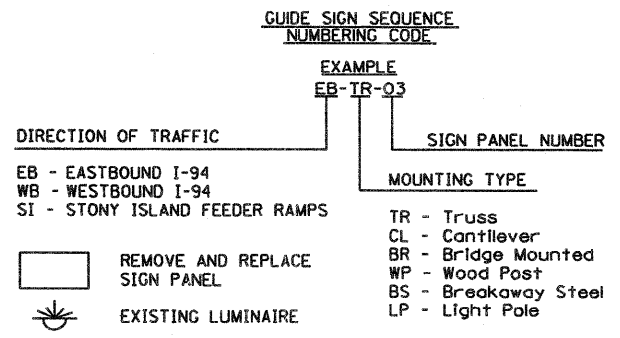 GUIDE SIGN SEQUENCE
NUMBERING CODE
EXAMPLE
EB-TR-03
DIRECTION OF TRAFFIC
EB - EASTBOUND I-94
WB - WESTBOUND I-94
SI - STONY ISLAND FEEDER RAMPS
SIGN PANEL NUMBER
MOUNTING TYPE
TR - Truss
CL - Cantilever
BR - Bridge Mounted
WP - Wood Post
BS - Breakaway Steel
LP - Light Pole
REMOVE AND REPLACE
SIGN PANEL
EXISTING LUMINAIRE